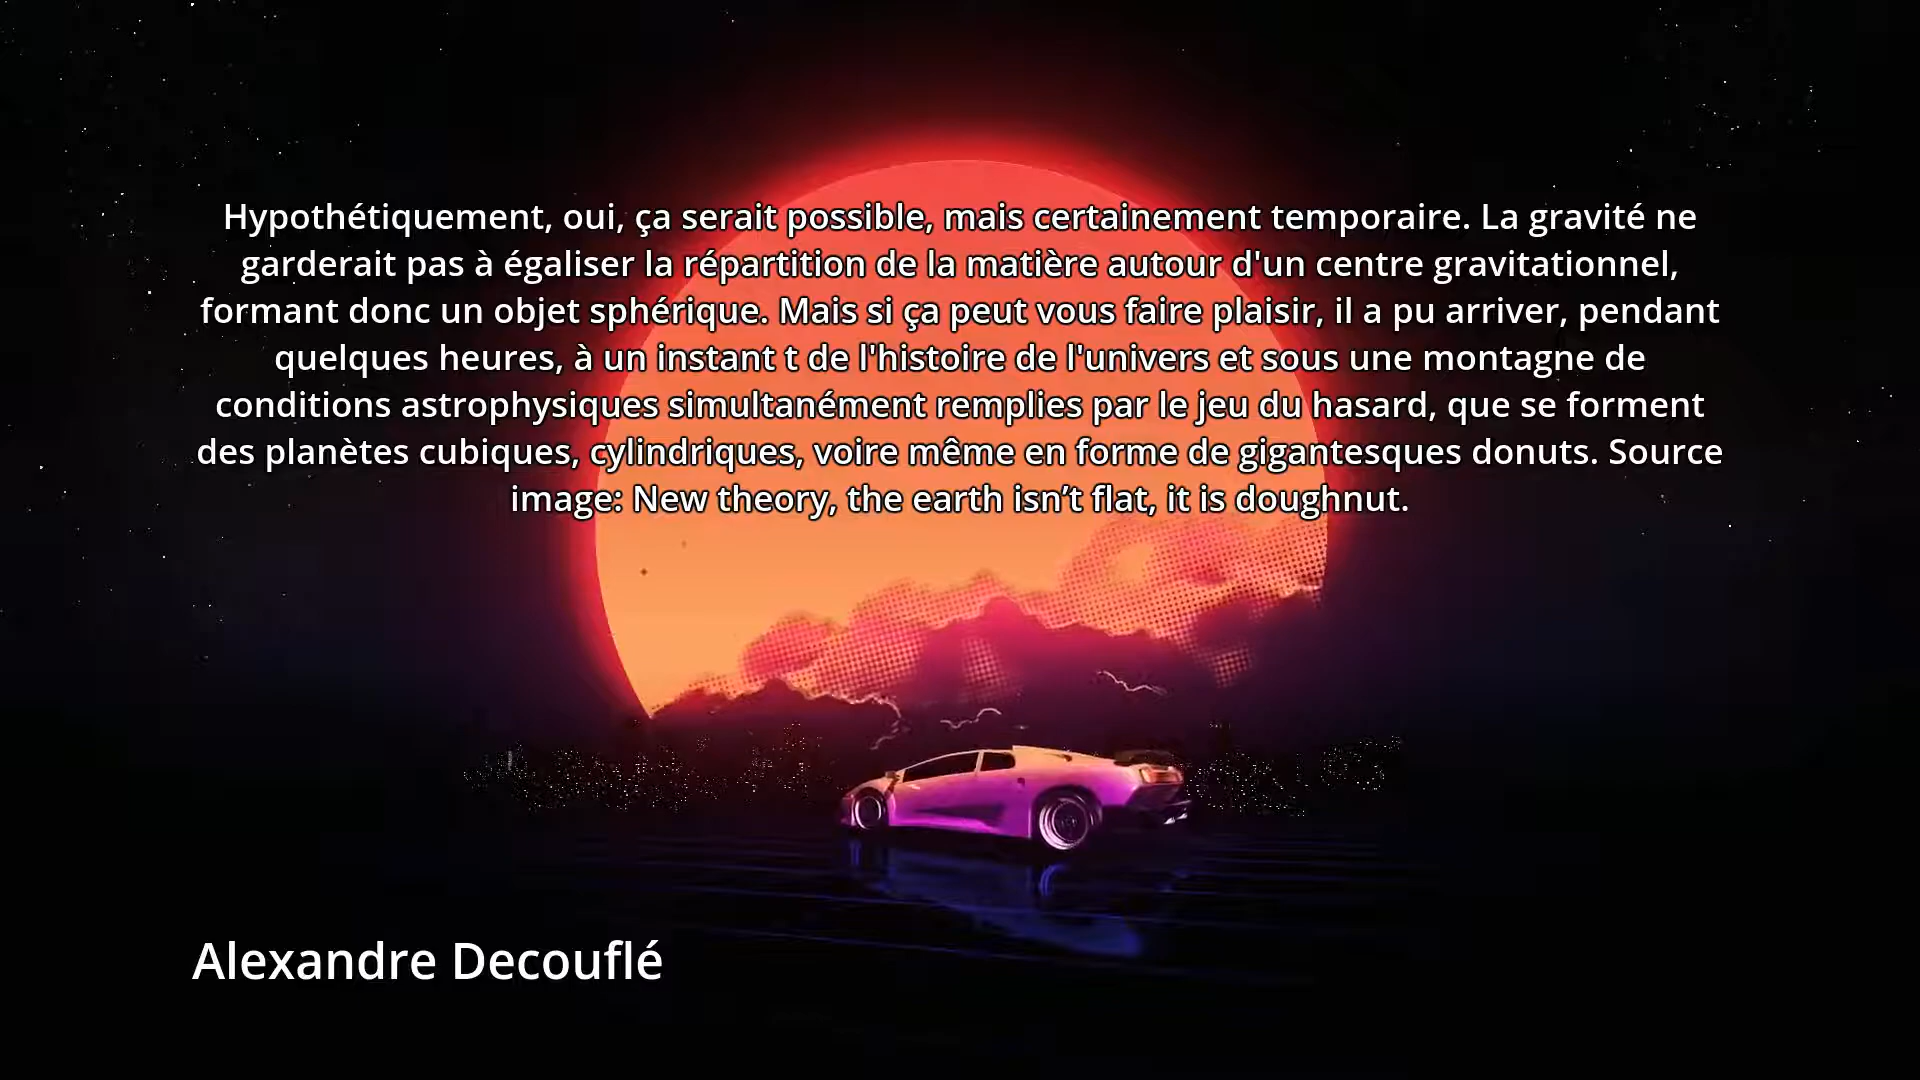 Hypothétiquement, oui, ça serait possible, mais certainement temporaire. La gravité ne
garderait pas à égaliser la répartition de la matière autour d'un centre gravitationnel,
formant donc un objet sphérique. Mais si ça peut vous faire plaisir, il a pu arriver, pendant
quelques heures, à un instant t de l'histoire de l'univers et sous une montagne de
conditions astrophysiques simultanément remplies par le jeu du hasard, que se forment
des planètes cubiques, cylindriques, voire même en forme de gigantesques donuts. Source
image: New theory, the earth isn’t flat, it is doughnut.
Alexandre Decouflé